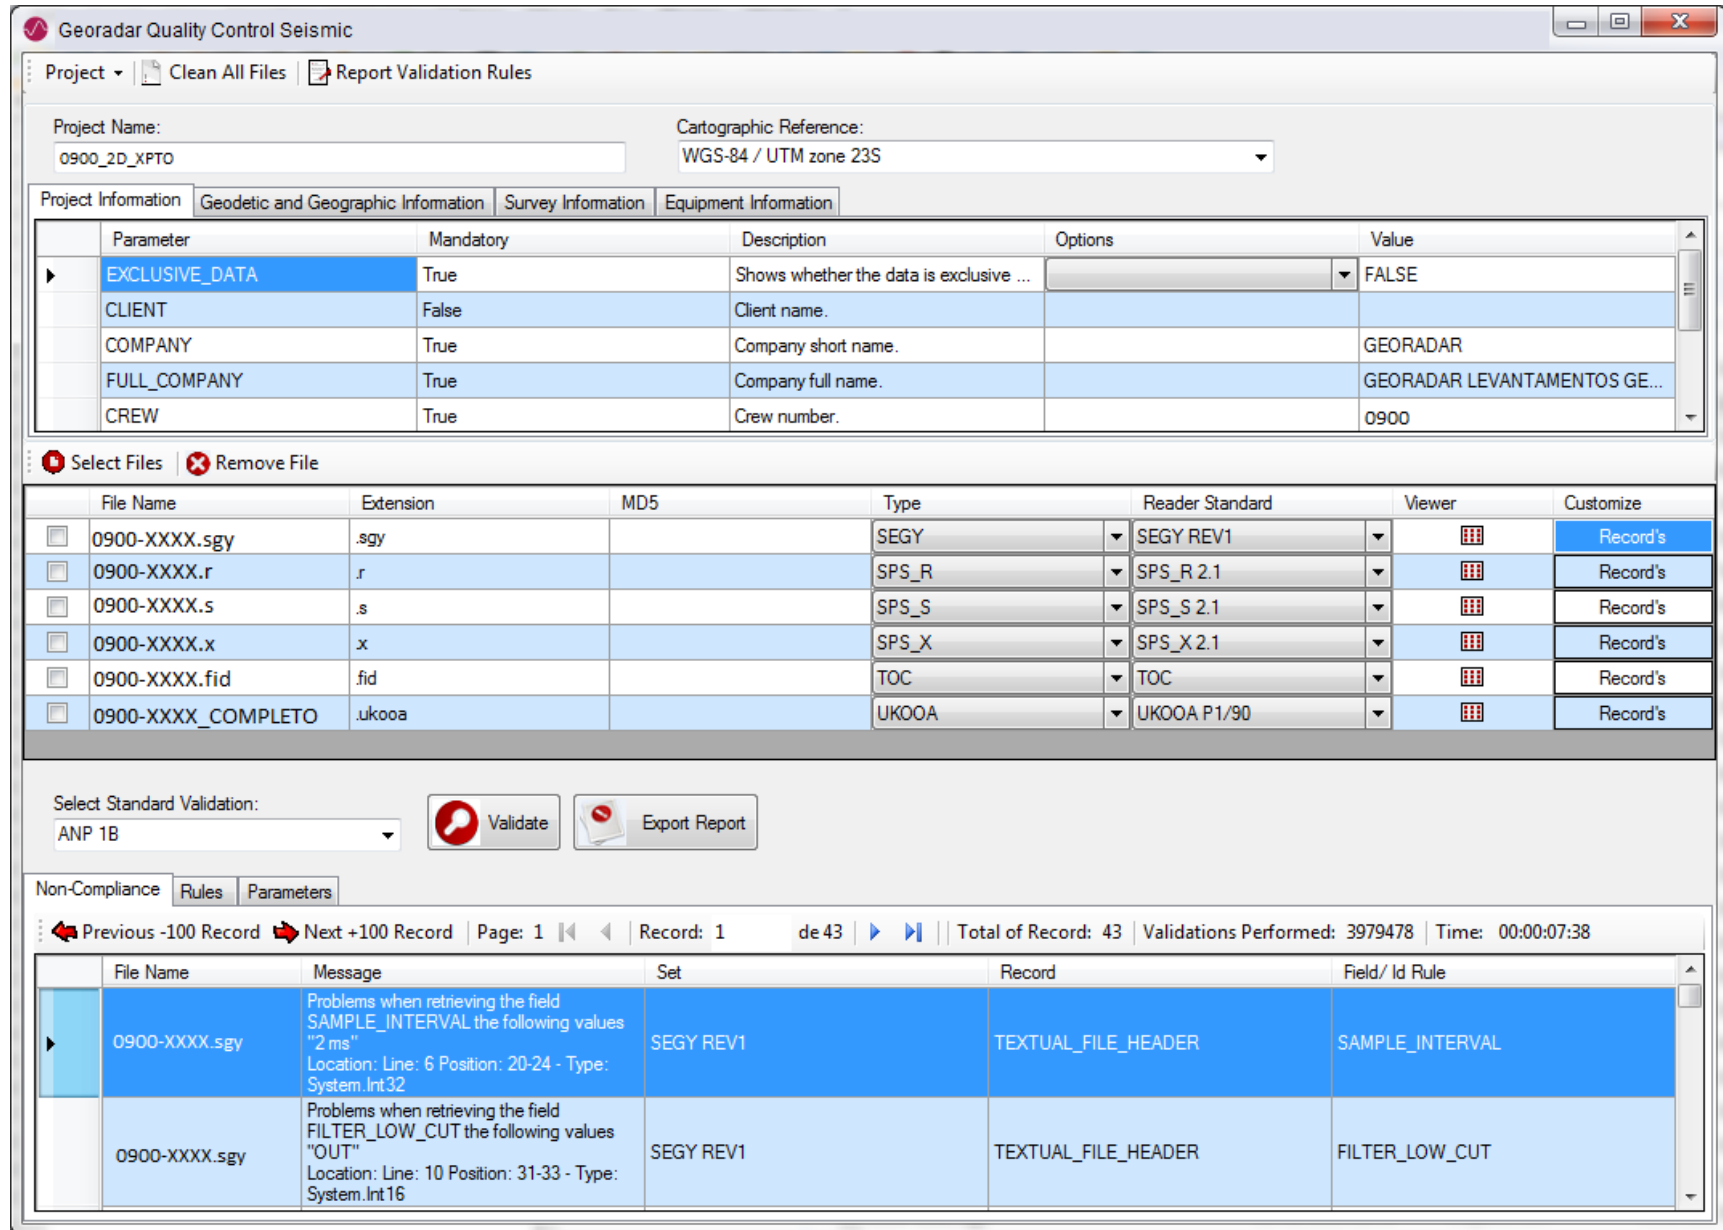 Georadar Quality Control Seismic
Project Clean All Files Report Validation Rules
Project Name: Cartographic Reference:
0900_2D_XPTO WGS-84 / UTM zone 23S
Project Information Geodetic and Geographic Information Survey Information Equipment Information
Parameter Mandatory Description Options Value
EXCLUSIVE_DATA True Shows whether the data is exclusive ... FALSE
CLIENT False Client name.
COMPANY True Company short name. GEORADAR
FULL_COMPANY True Company full name. GEORADAR LEVANTAMENTOS GE...
CREW True Crew number. 0900
Select Files Remove File
File Name Extension MD5 Type Reader Standard Viewer Customize
0900-XXXX.sgy .sgy SEGY SEGY REV1 Record's
0900-XXXX.r .r SPS_R SPS_R 2.1 Record's
0900-XXXX.s .s SPS_S SPS_S 2.1 Record's
0900-XXXX.x .x SPS_X SPS_X 2.1 Record's
0900-XXXX.fid .fid TOC TOC Record's
0900-XXXX_COMPLETO .ukooa UKOOA UKOOA P1/90 Record's
Select Standard Validation:
ANP 1B Validate Export Report
Non-Compliance Rules Parameters
Previous -100 Record Next +100 Record Page: 1 Record: 1 de 43 Total of Record: 43 Validations Performed: 3979478 Time: 00:00:07:38
File Name Message Set Record Field/ Id Rule
Problems when retrieving the field
SAMPLE_INTERVAL the following values
0900-XXXX.sgy "2 ms" SEGY REV1 TEXTUAL_FILE_HEADER SAMPLE_INTERVAL
Location: Line: 6 Position: 20-24 - Type:
System.Int32
Problems when retrieving the field
FILTER_LOW_CUT the following values
0900-XXXX.sgy "OUT" SEGY REV1 TEXTUAL_FILE_HEADER FILTER_LOW_CUT
Location: Line: 10 Position: 31-33 - Type:
System.Int16